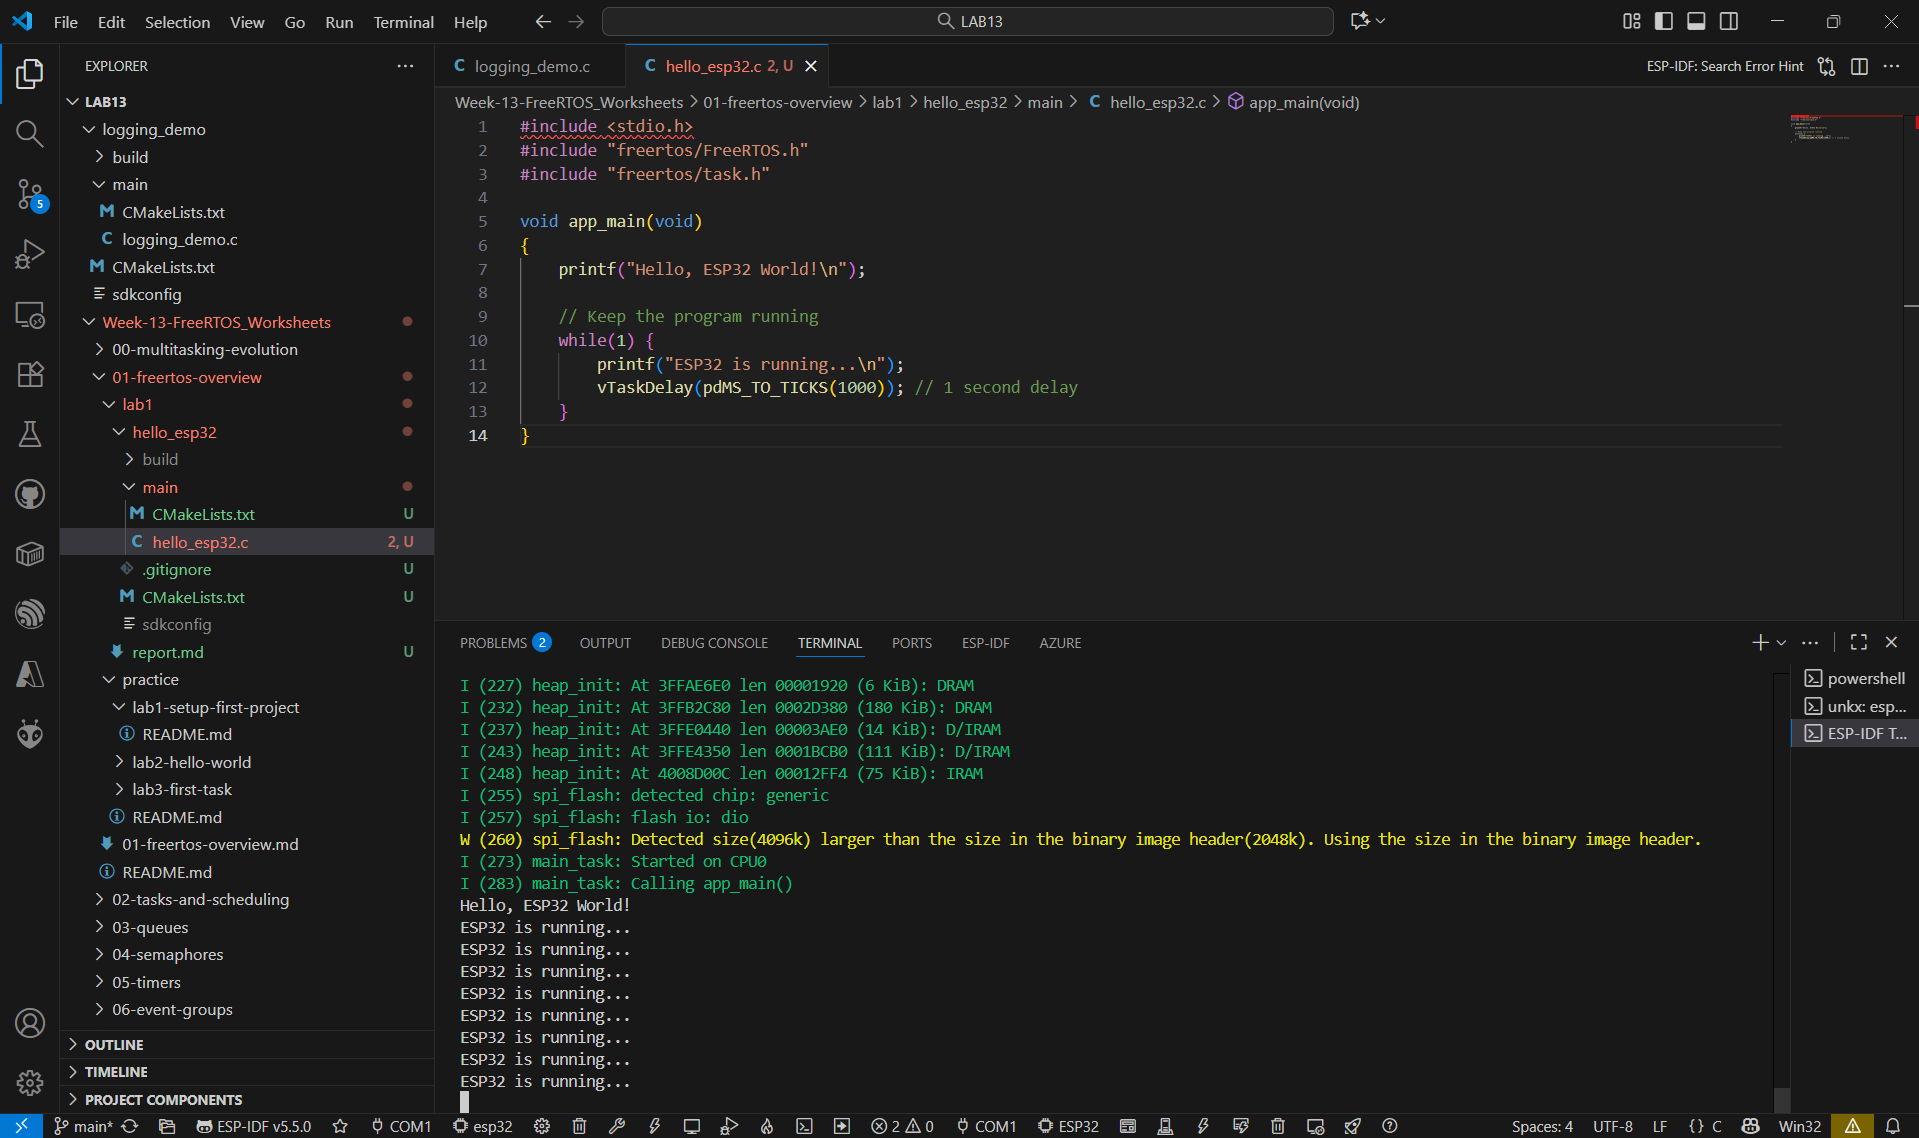 File Edit Selection View Go Run Terminal Help
LAB13
EXPLORER
LAB13
logging_demo
build
main
CMakeLists.txt
logging_demo.c
CMakeLists.txt
sdkconfig
Week-13-FreeRTOS_Worksheets
00-multitasking-evolution
01-freertos-overview
lab1
hello_esp32
build
main
CMakeLists.txt U
hello_esp32.c 2, U
.gitignore U
CMakeLists.txt U
sdkconfig
report.md U
practice
lab1-setup-first-project
README.md
lab2-hello-world
lab3-first-task
README.md
01-freertos-overview.md
README.md
02-tasks-and-scheduling
03-queues
04-semaphores
05-timers
06-event-groups
OUTLINE
TIMELINE
PROJECT COMPONENTS
5
logging_demo.c
hello_esp32.c 2, U
ESP-IDF: Search Error Hint
Week-13-FreeRTOS_Worksheets > 01-freertos-overview > lab1 > hello_esp32 > main > C hello_esp32.c > app_main(void)
1 #include <stdio.h>
2 #include "freertos/FreeRTOS.h"
3 #include "freertos/task.h"
4
5 void app_main(void)
6 {
7 printf("Hello, ESP32 World!\n");
8
9 // Keep the program running
10 while(1) {
11 printf("ESP32 is running...\n");
12 vTaskDelay(pdMS_TO_TICKS(1000)); // 1 second delay
13 }
14 }
PROBLEMS 2 OUTPUT DEBUG CONSOLE TERMINAL PORTS ESP-IDF AZURE
I (227) heap_init: At 3FFAE6E0 len 00001920 (6 KiB): DRAM
I (232) heap_init: At 3FFB2C80 len 0002D380 (180 KiB): DRAM
I (237) heap_init: At 3FFE0440 len 00003AE0 (14 KiB): D/IRAM
I (243) heap_init: At 3FFE4350 len 0001BCB0 (111 KiB): D/IRAM
I (248) heap_init: At 4008D00C len 00012FF4 (75 KiB): IRAM
I (255) spi_flash: detected chip: generic
I (257) spi_flash: flash io: dio
W (260) spi_flash: Detected size(4096k) larger than the size in the binary image header(2048k). Using the size in the binary image header.
I (273) main_task: Started on CPU0
I (283) main_task: Calling app_main()
Hello, ESP32 World!
ESP32 is running...
ESP32 is running...
ESP32 is running...
ESP32 is running...
ESP32 is running...
ESP32 is running...
ESP32 is running...
ESP32 is running...
powershell
unkx: esp...
ESP-IDF T...
main* ESP-IDF v5.5.0 COM1 esp32 2 0 COM1 ESP32 Spaces: 4 UTF-8 LF {} C Win32